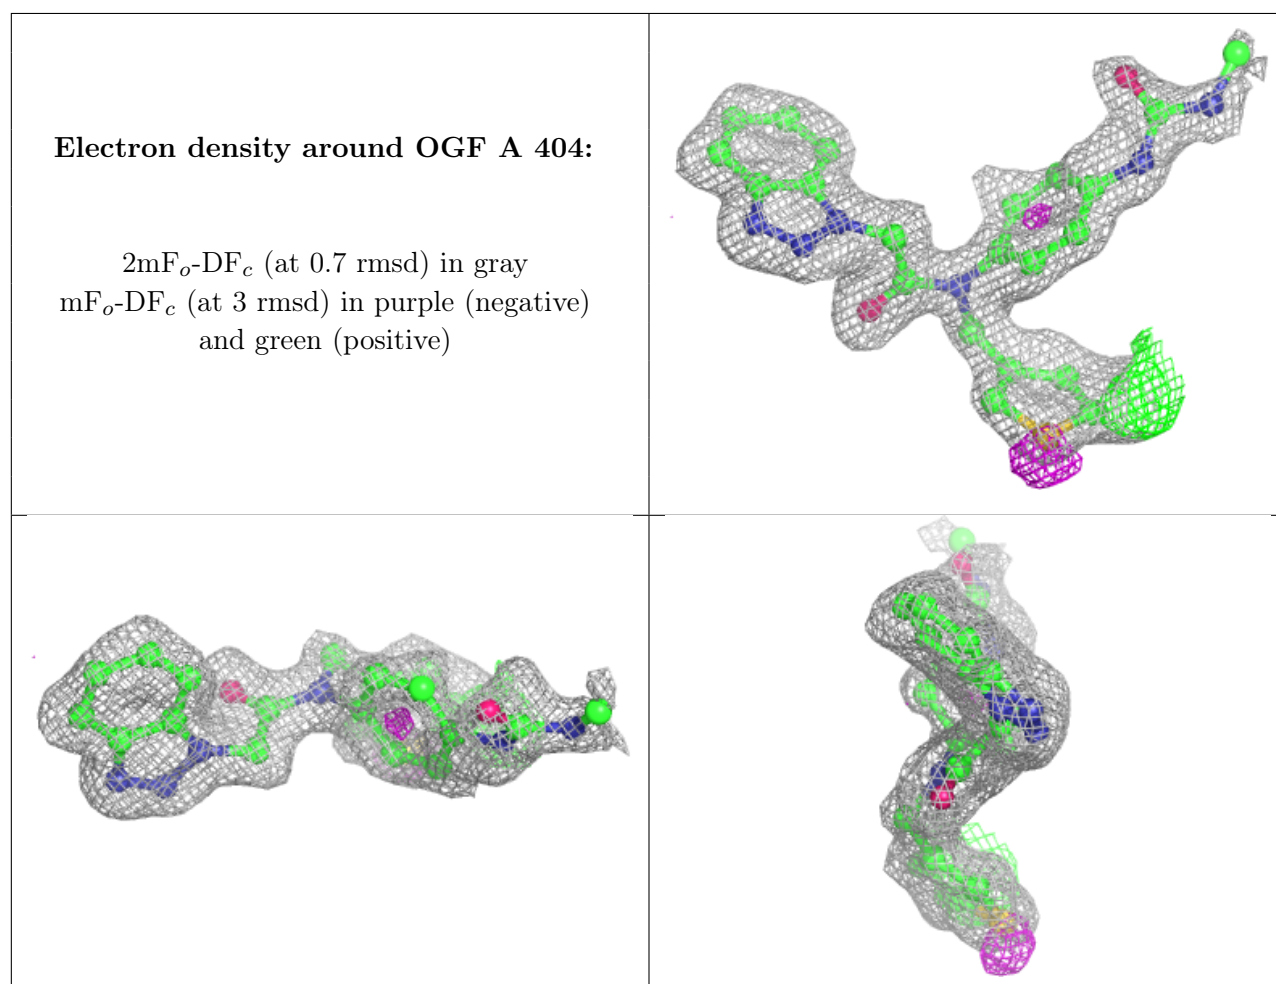 Electron density around OGF A 404:
2mFo-DFc (at 0.7 rmsd) in gray
mFo-DFc (at 3 rmsd) in purple (negative)
and green (positive)